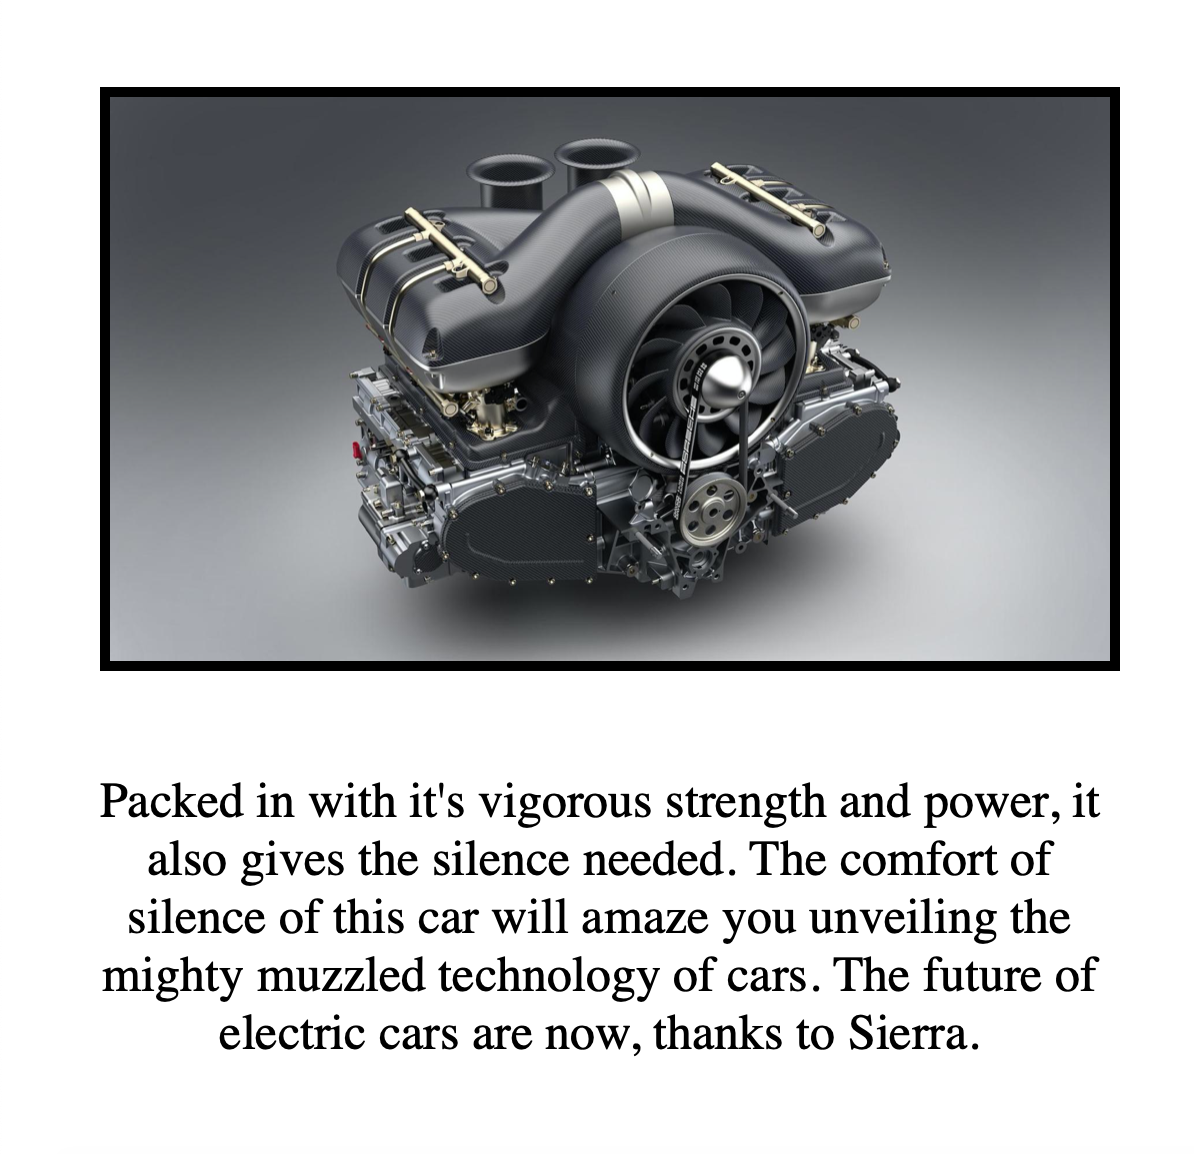 Packed in with it's vigorous strength and power, it
also gives the silence needed. The comfort of
silence of this car will amaze you unveiling the
mighty muzzled technology of cars. The future of
electric cars are now, thanks to Sierra.